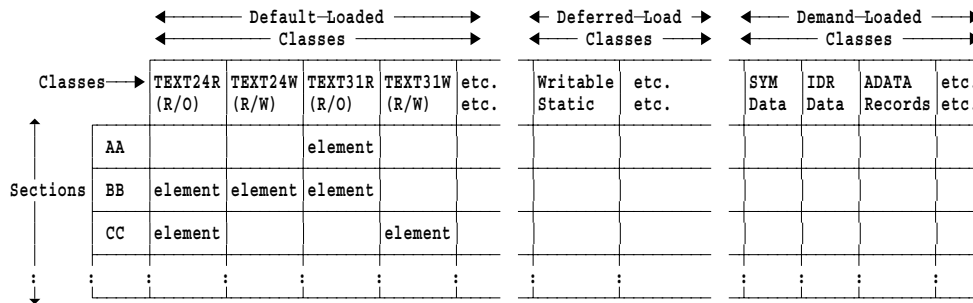 Default-Loaded Deferred-Load Demand-Loaded
Classes Classes Classes
Classes TEXT24R TEXT24W TEXT31R TEXT31W etc. Writable etc. SYM IDR ADATA etc.
(R/O) (R/W) (R/O) (R/W) etc. Static etc. Data Data Records etc.
AA element
Sections BB element element element
CC element element
: : : : : : : : : : : : : :